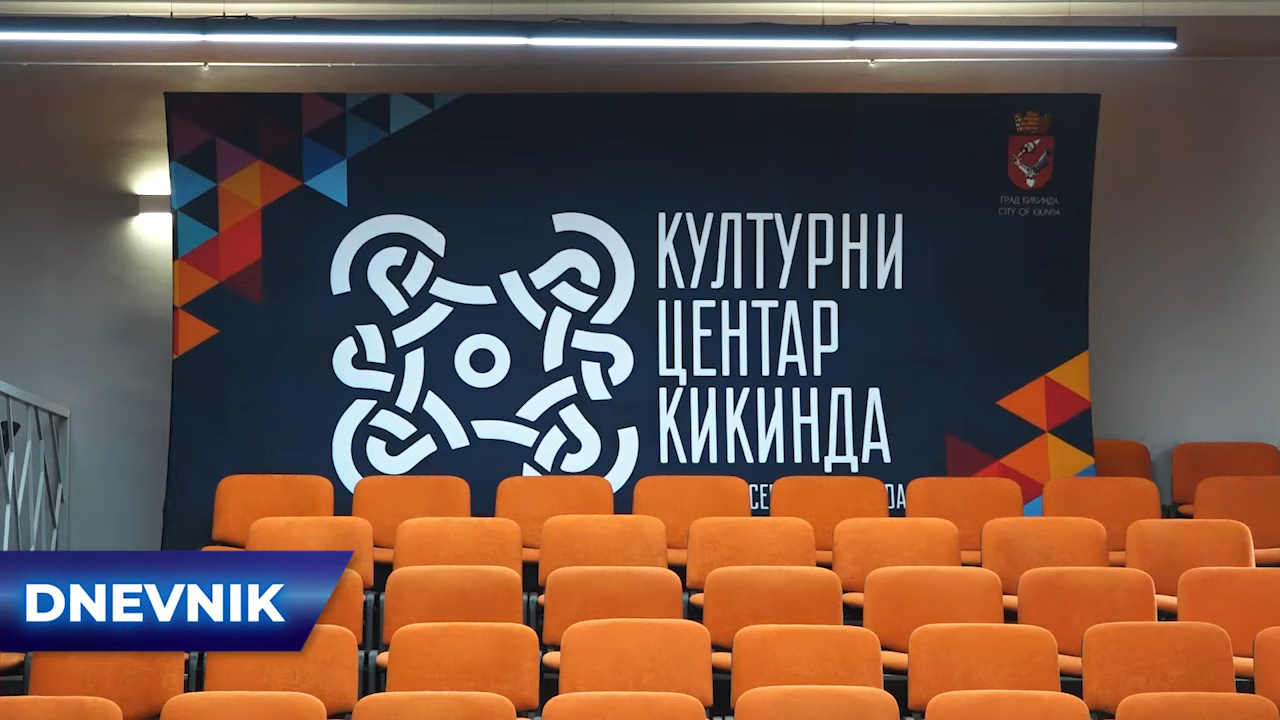 ГРАД КИКИНДА
CITY OF KIKINDA
КУЛТУРНИ
ЦЕНТАР
КИКИНДА
DNEVNIK